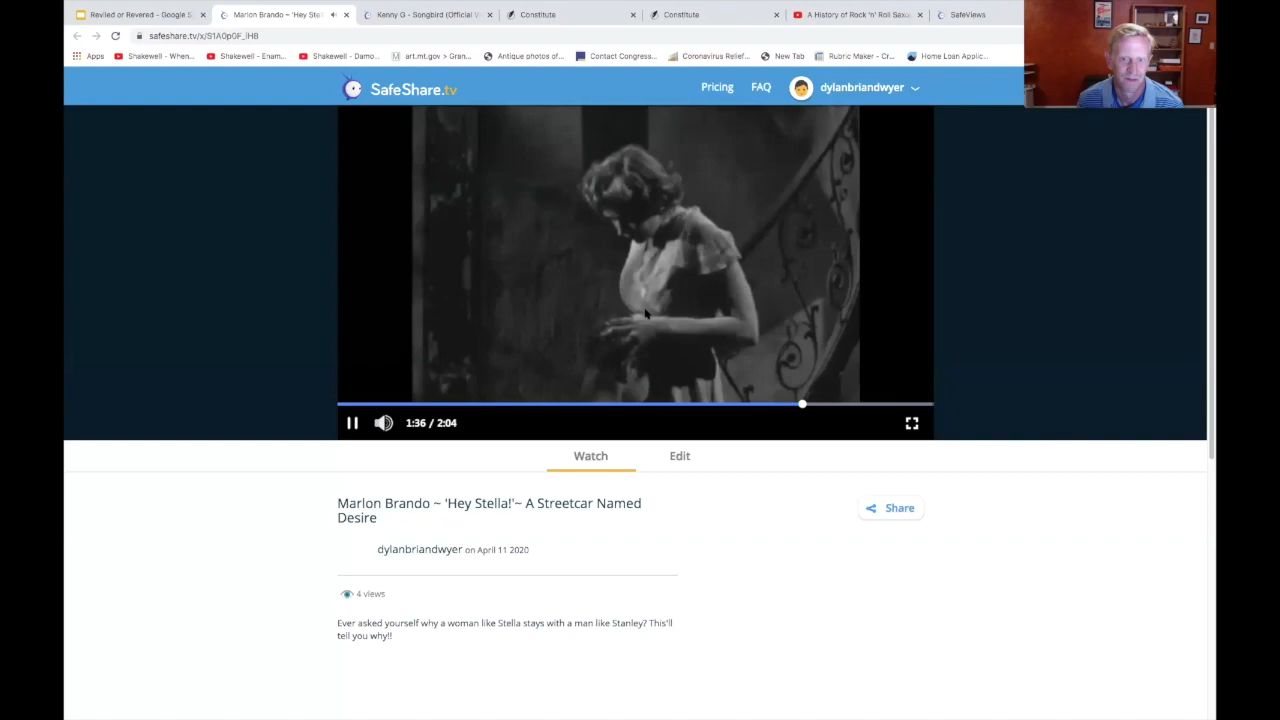 Reviled or Revered - Google S
Marlon Brando ~ 'Hey Stel
Kenny G - Songbird (Official V
Constitute
Constitute
A History of Rock 'n' Roll Saxo
SafeViews
safeshare.tv/x/S1A0p0F_iH8
Apps
Shakewell - When...
Shakewell - Enam...
Shakewell - Damo...
art.mt.gov > Gran...
Antique photos of...
Contact Congress...
Coronavirus Relief...
New Tab
Rubric Maker - Cr...
Home Loan Applic...
SafeShare.tv
Pricing
FAQ
dylanbriandwyer
1:36 / 2:04
Watch
Edit
Marlon Brando ~ 'Hey Stella!'~ A Streetcar Named
Desire
Share
dylanbriandwyer on April 11 2020
4 views
Ever asked yourself why a woman like Stella stays with a man like Stanley? This'll
tell you why!!